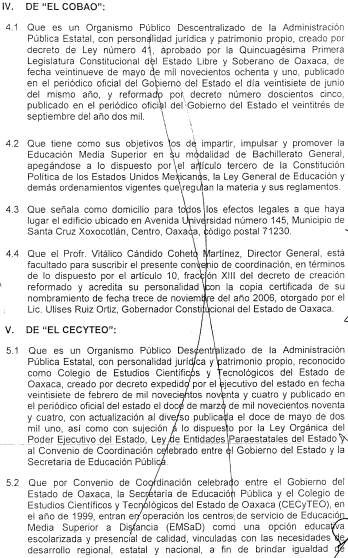 IV. DE "EL COBAO":
4.1 Que es un Organismo Público Descentralizado de la Administración
Pública Estatal, con personalidad jurídica y patrimonio propio, creado por
decreto de Ley número 41, aprobado por la Quincuagésima Primera
Legislatura Constitucional del Estado Libre y Soberano de Oaxaca, de
fecha veintinueve de mayo de mil novecientos ochenta y uno, publicado
en el periódico oficial del Gobierno del Estado el día veintisiete de junio
del mismo año, y reformado por decreto número doscientos cinco,
publicado en el periódico oficial del Gobierno del Estado el veintitrés de
septiembre del año dos mil.
4.2 Que tiene como sus objetivos los de impartir, impulsar y promover la
Educación Media Superior en su modalidad de Bachillerato General,
apegándose a lo dispuesto por el artículo tercero de la Constitución
Política de los Estados Unidos Mexicanos, la Ley General de Educación y
demás ordenamientos vigentes que regulan la materia y sus reglamentos.
4.3 Que señala como domicilio para todos los efectos legales a que haya
lugar el edificio ubicado en Avenida Universidad número 145, Municipio de
Santa Cruz Xoxocotlán, Centro, Oaxaca, código postal 71230.
4.4 Que el Profr. Vitálico Cándido Coheto Martínez, Director General, está
facultado para suscribir el presente convenio de coordinación, en términos
de lo dispuesto por el artículo 10, fracción XIII del decreto de creación
reformado y acredita su personalidad con la copia certificada de su
nombramiento de fecha trece de noviembre del año 2006, otorgado por el
Lic. Ulises Ruiz Ortiz, Gobernador Constitucional del Estado de Oaxaca.
V. DE "EL CECYTEO":
5.1 Que es un Organismo Público Descentralizado de la Administración
Pública Estatal, con personalidad jurídica y patrimonio propio, reconocido
como Colegio de Estudios Científicos y Tecnológicos del Estado de
Oaxaca, creado por decreto expedido por el ejecutivo del estado en fecha
veintisiete de febrero de mil novecientos noventa y cuatro y publicado en
el periódico oficial del estado el doce de marzo de mil novecientos noventa
y cuatro, con actualización al diverso publicada el doce de mayo de dos
mil uno, así como con sujeción a lo dispuesto por la Ley Orgánica del
Poder Ejecutivo del Estado, Ley de Entidades Paraestatales del Estado y
al Convenio de Coordinación celebrado entre el Gobierno del Estado y la
Secretaria de Educación Pública.
5.2 Que por Convenio de Coordinación celebrado entre el Gobierno del
Estado de Oaxaca, la Secretaria de Educación Pública y el Colegio de
Estudios Científicos y Tecnológicos del Estado de Oaxaca (CECyTEO), en
el año de 1999, entran en operación los centros de servicio de Educación
Media Superior a Distancia (EMSaD) como una opción educativa
escolarizada y presencial de calidad, vinculadas con las necesidades de
desarrollo regional, estatal y nacional, a fin de brindar igualdad de